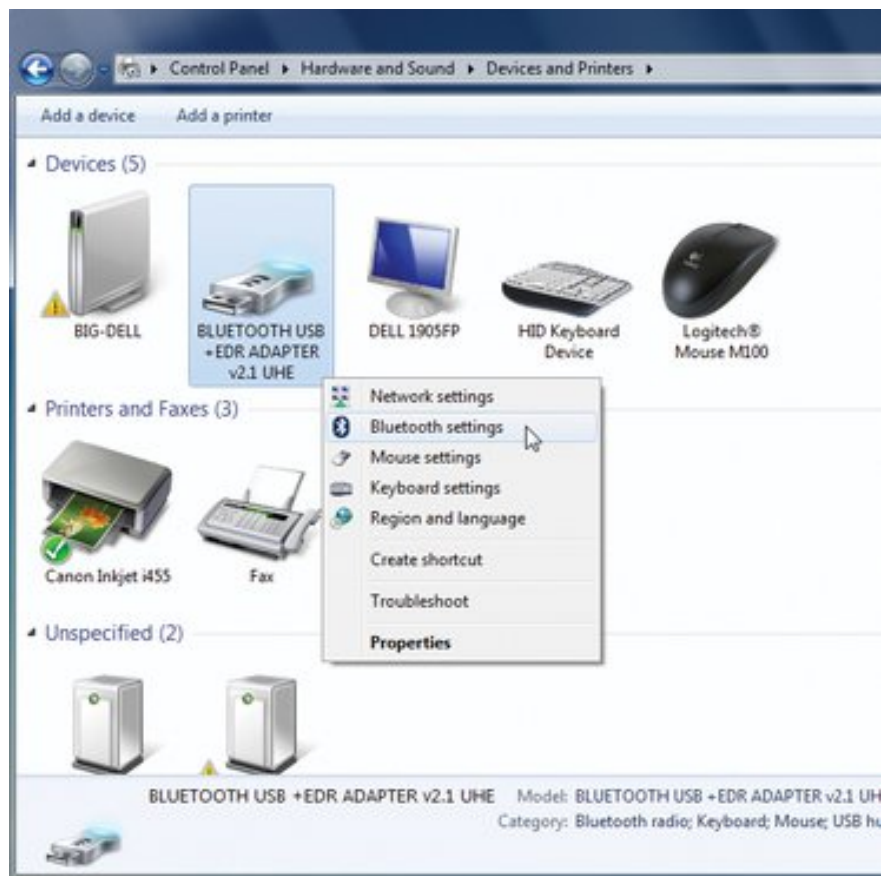 Control Panel ▸ Hardware and Sound ▸ Devices and Printers ▸
Add a device Add a printer
Devices (5)
BIG-DELL
BLUETOOTH USB
+EDR ADAPTER
v2.1 UHE
DELL 1905FP
HID Keyboard
Device
Logitech®
Mouse M100
Printers and Faxes (3)
Canon Inkjet i455
Fax
Network settings
Bluetooth settings
Mouse settings
Keyboard settings
Region and language
Create shortcut
Troubleshoot
Properties
Unspecified (2)
BLUETOOTH USB +EDR ADAPTER v2.1 UHE Model: BLUETOOTH USB +EDR ADAPTER v2.1 UH
Category: Bluetooth radio; Keyboard; Mouse; USB hu